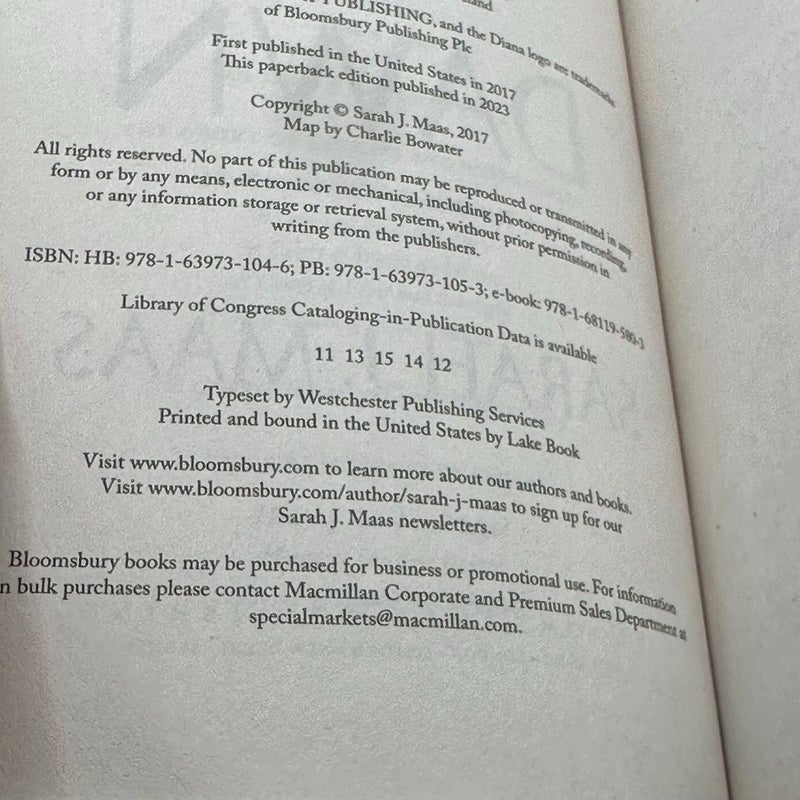 PUBLISHING, and the Diana logo are trademarks
of Bloomsbury Publishing Plc
First published in the United States in 2017
This paperback edition published in 2023
Copyright © Sarah J. Maas, 2017
Map by Charlie Bowater
All rights reserved. No part of this publication may be reproduced or transmitted in any
form or by any means, electronic or mechanical, including photocopying, recording,
or any information storage or retrieval system, without prior permission in
writing from the publishers.
ISBN: HB: 978-1-63973-104-6; PB: 978-1-63973-105-3; e-book: 978-1-68119-580-3
Library of Congress Cataloging-in-Publication Data is available
11 13 15 14 12
Typeset by Westchester Publishing Services
Printed and bound in the United States by Lake Book
Visit www.bloomsbury.com to learn more about our authors and books.
Visit www.bloomsbury.com/author/sarah-j-maas to sign up for our
Sarah J. Maas newsletters.
Bloomsbury books may be purchased for business or promotional use. For information
n bulk purchases please contact Macmillan Corporate and Premium Sales Department at
specialmarkets@macmillan.com.